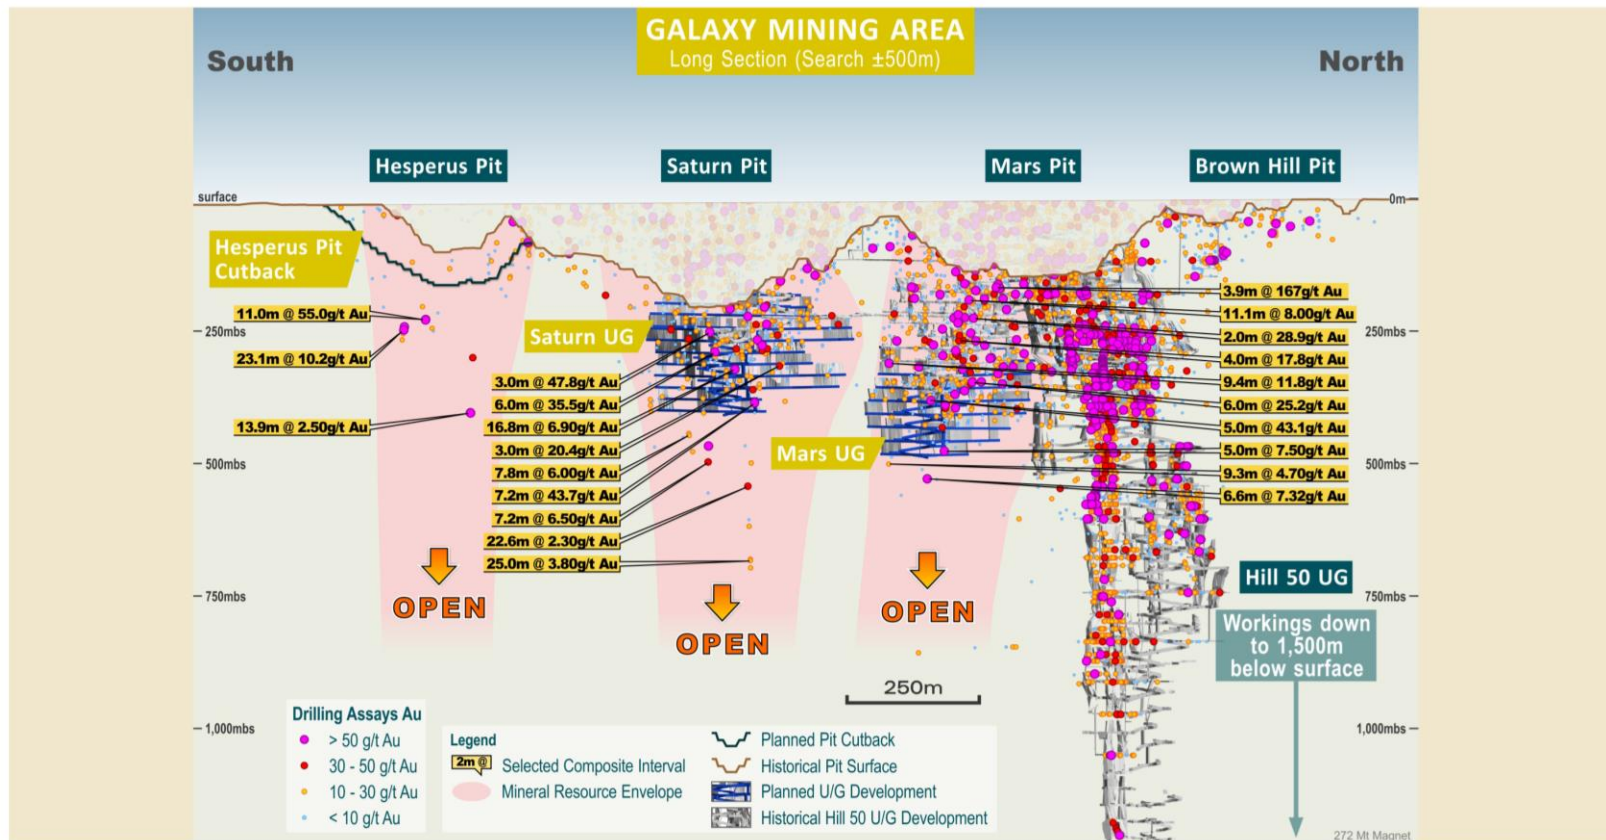 GALAXY MINING AREA
Long Section (Search ±500m)
South
North
Hesperus Pit
Saturn Pit
Mars Pit
Brown Hill Pit
surface
0m
Hesperus Pit
Cutback
11.0m @ 55.0g/t Au
250mbs
23.1m @ 10.2g/t Au
13.9m @ 2.50g/t Au
500mbs
750mbs
1,000mbs
Saturn UG
3.0m @ 47.8g/t Au
6.0m @ 35.5g/t Au
16.8m @ 6.90g/t Au
3.0m @ 20.4g/t Au
7.8m @ 6.00g/t Au
7.2m @ 43.7g/t Au
7.2m @ 6.50g/t Au
22.6m @ 2.30g/t Au
25.0m @ 3.80g/t Au
Mars UG
3.9m @ 167g/t Au
11.1m @ 8.00g/t Au
2.0m @ 28.9g/t Au
4.0m @ 17.8g/t Au
9.4m @ 11.8g/t Au
6.0m @ 25.2g/t Au
5.0m @ 43.1g/t Au
5.0m @ 7.50g/t Au
9.3m @ 4.70g/t Au
6.6m @ 7.32g/t Au
250mbs
500mbs
750mbs
1,000mbs
OPEN
OPEN
OPEN
Hill 50 UG
Workings down
to 1,500m
below surface
250m
Drilling Assays Au
> 50 g/t Au
30 - 50 g/t Au
10 - 30 g/t Au
< 10 g/t Au
Legend
2m @
Selected Composite Interval
Mineral Resource Envelope
Planned Pit Cutback
Historical Pit Surface
Planned U/G Development
Historical Hill 50 U/G Development
272 Mt Magnet